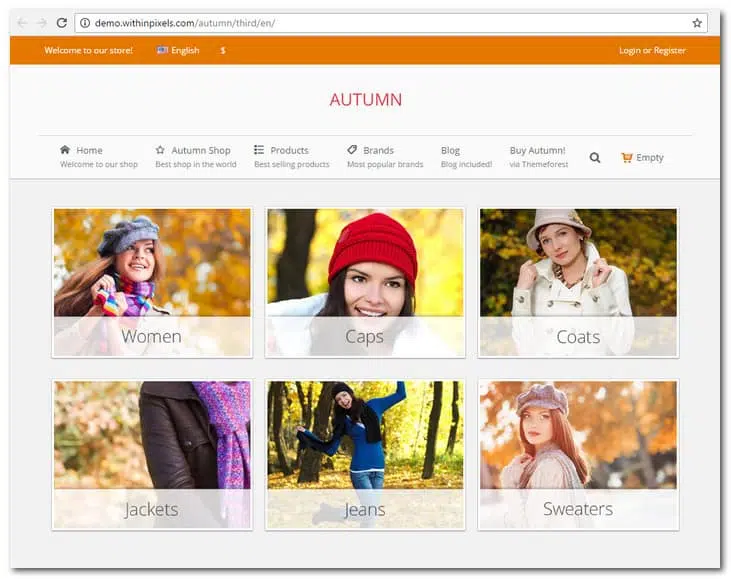 demo.withinpixels.com/autumn/third/en/
Welcome to our store! English $ Login or Register
AUTUMN
Home Autumn Shop Products Brands Blog Buy Autumn!
Welcome to our shop Best shop in the world Best selling products Most popular brands Blog included! via Themeforest
Empty
Women Caps Coats
Jackets Jeans Sweaters